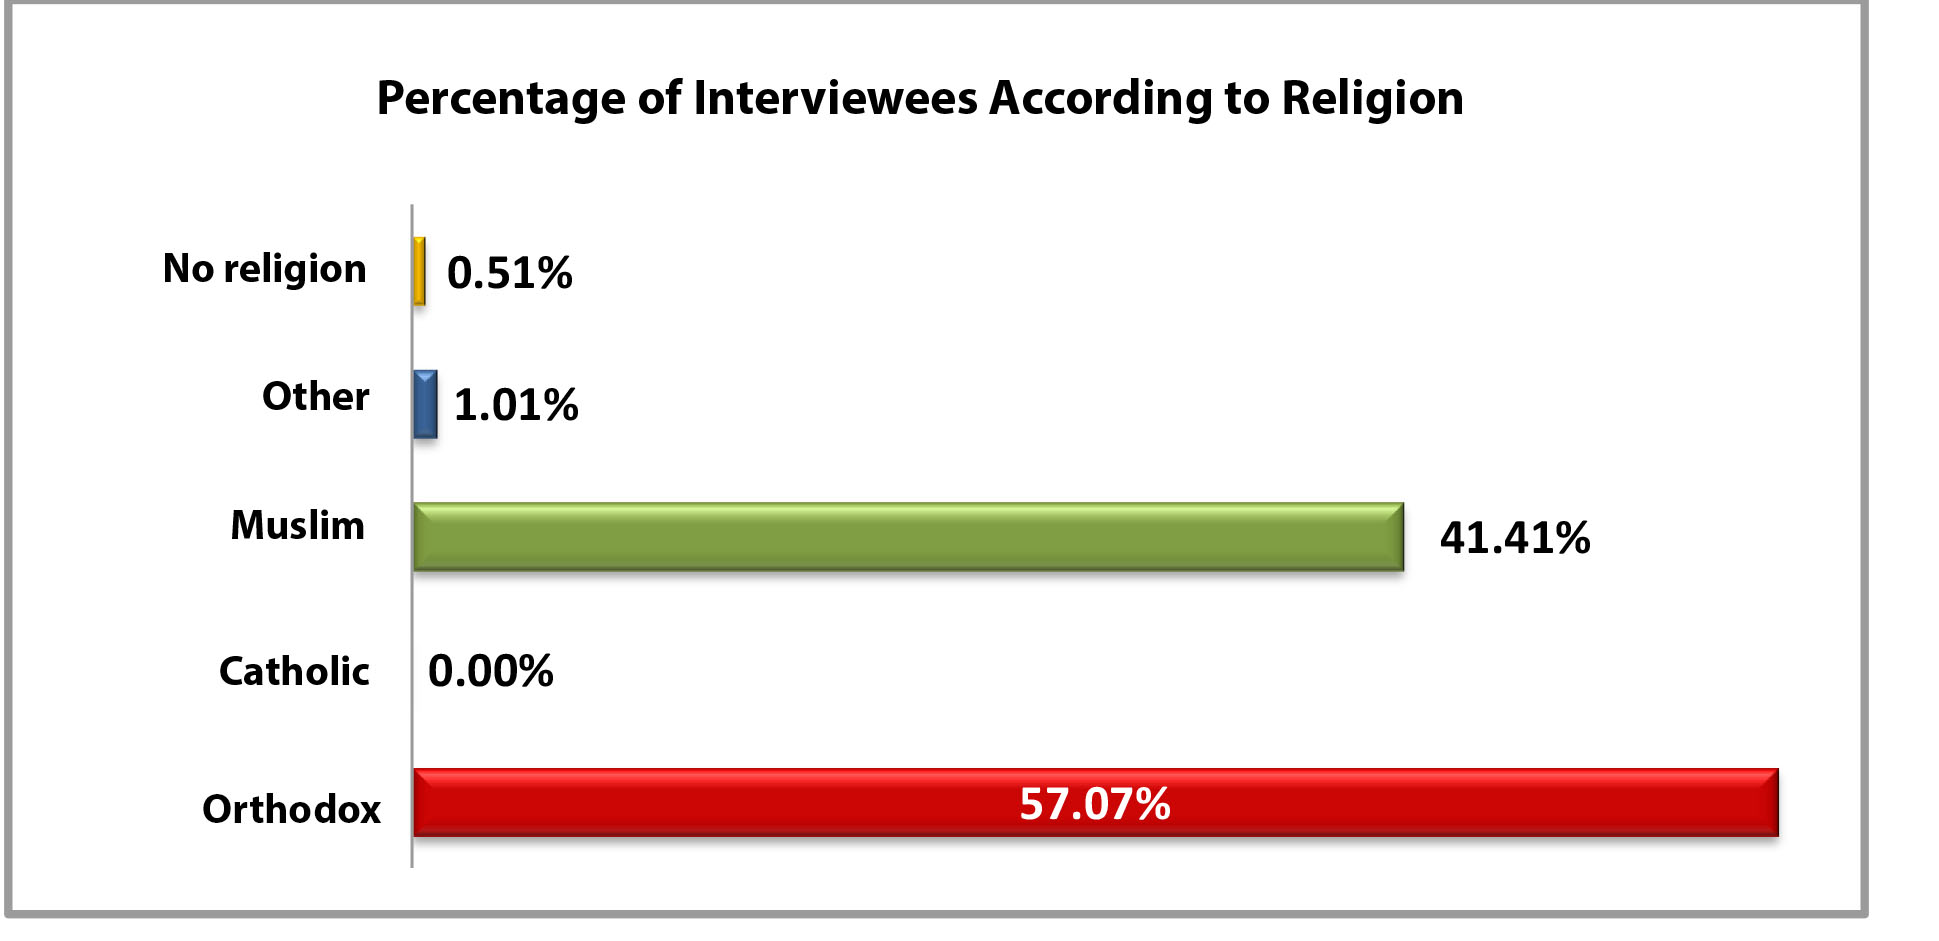 Percentage of Interviewees According to Religion
No religion 0.51%
Other 1.01%
Muslim 41.41%
Catholic 0.00%
Orthodox 57.07%